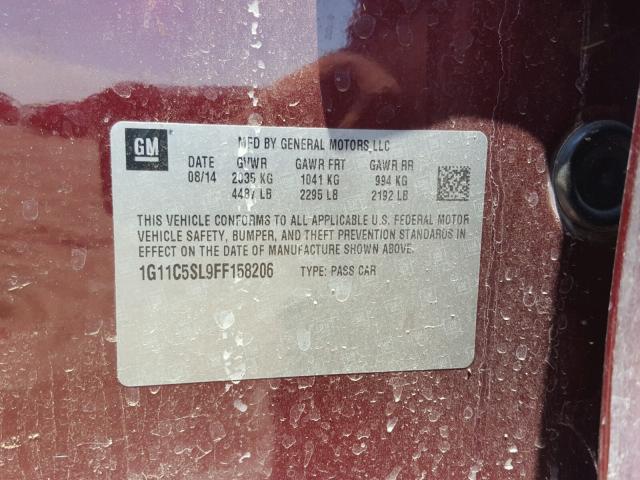 GM
MFD BY GENERAL MOTORS, LLC
DATE GVWR GAWR FRT GAWR RR
08/14 2035 KG 1041 KG 994 KG
4487 LB 2295 LB 2192 LB
THIS VEHICLE CONFORMS TO ALL APPLICABLE U.S. FEDERAL MOTOR
VEHICLE SAFETY, BUMPER, AND THEFT PREVENTION STANDARDS IN
EFFECT ON THE DATE OF MANUFACTURE SHOWN ABOVE.
1G11C5SL9FF158206 TYPE: PASS CAR